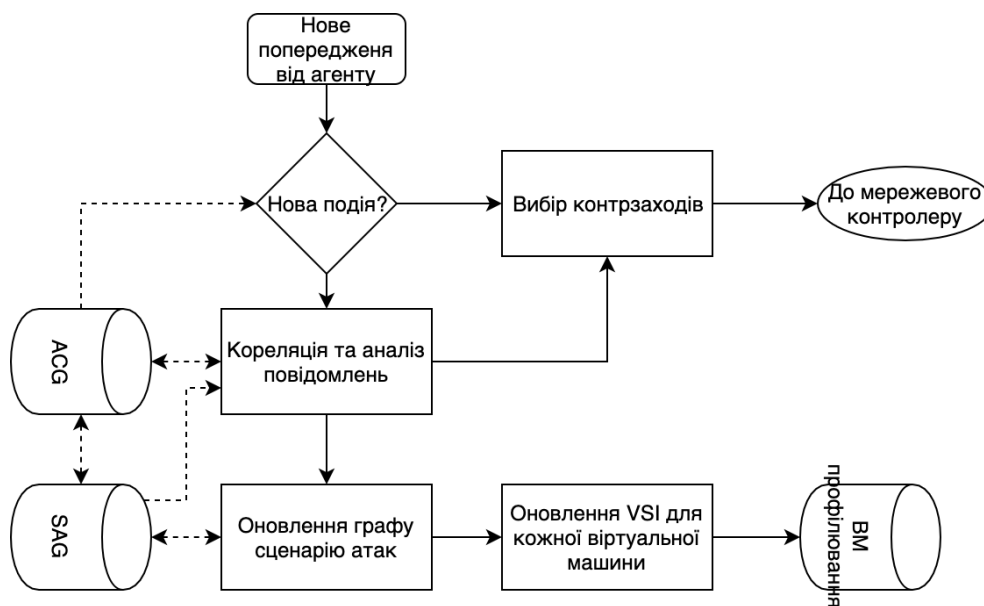 Нове
попередженя
від агенту
Нова подія?
Вибір контрзаходів
До мережевого
контролеру
ACG
Кореляція та аналіз
повідомлень
SAG
Оновлення графу
сценарію атак
Оновлення VSI для
кожної віртуальної
машини
ВМ
профілювання